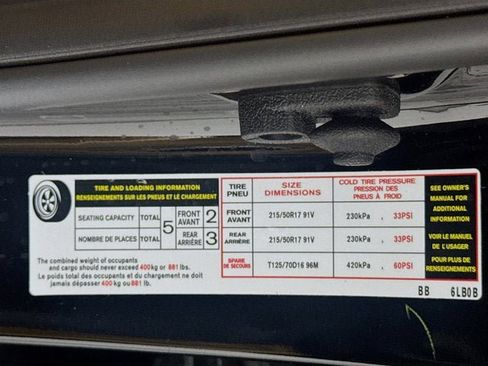 TIRE AND LOADING INFORMATION
RENSEIGNEMENTS SUR LES PNEUS ET LE CHARGEMENT
SEATING CAPACITY TOTAL 5 FRONT AVANT 2
NOMBRE DE PLACES TOTAL REAR ARRIÈRE 3
The combined weight of occupants
and cargo should never exceed 400 kg or 881 lbs.
Le poids total des occupants et du chargement ne doit
jamais dépasser 400 kg ou 881 lb.
TIRE PNEU
SIZE DIMENSIONS
COLD TIRE PRESSURE
PRESSION DES
PNEUS À FROID
FRONT AVANT 215/50R17 91V 230kPa , 33PSI
REAR ARRIÈRE 215/50R17 91V 230kPa , 33PSI
SPARE DE SECOURS T125/70D16 96M 420kPa , 60PSI
SEE OWNER'S
MANUAL FOR
ADDITIONAL
INFORMATION
VOIR LE MANUEL
DE L'USAGER
POUR PLUS DE
RENSEIGNEMENTS
BB 6LB0B